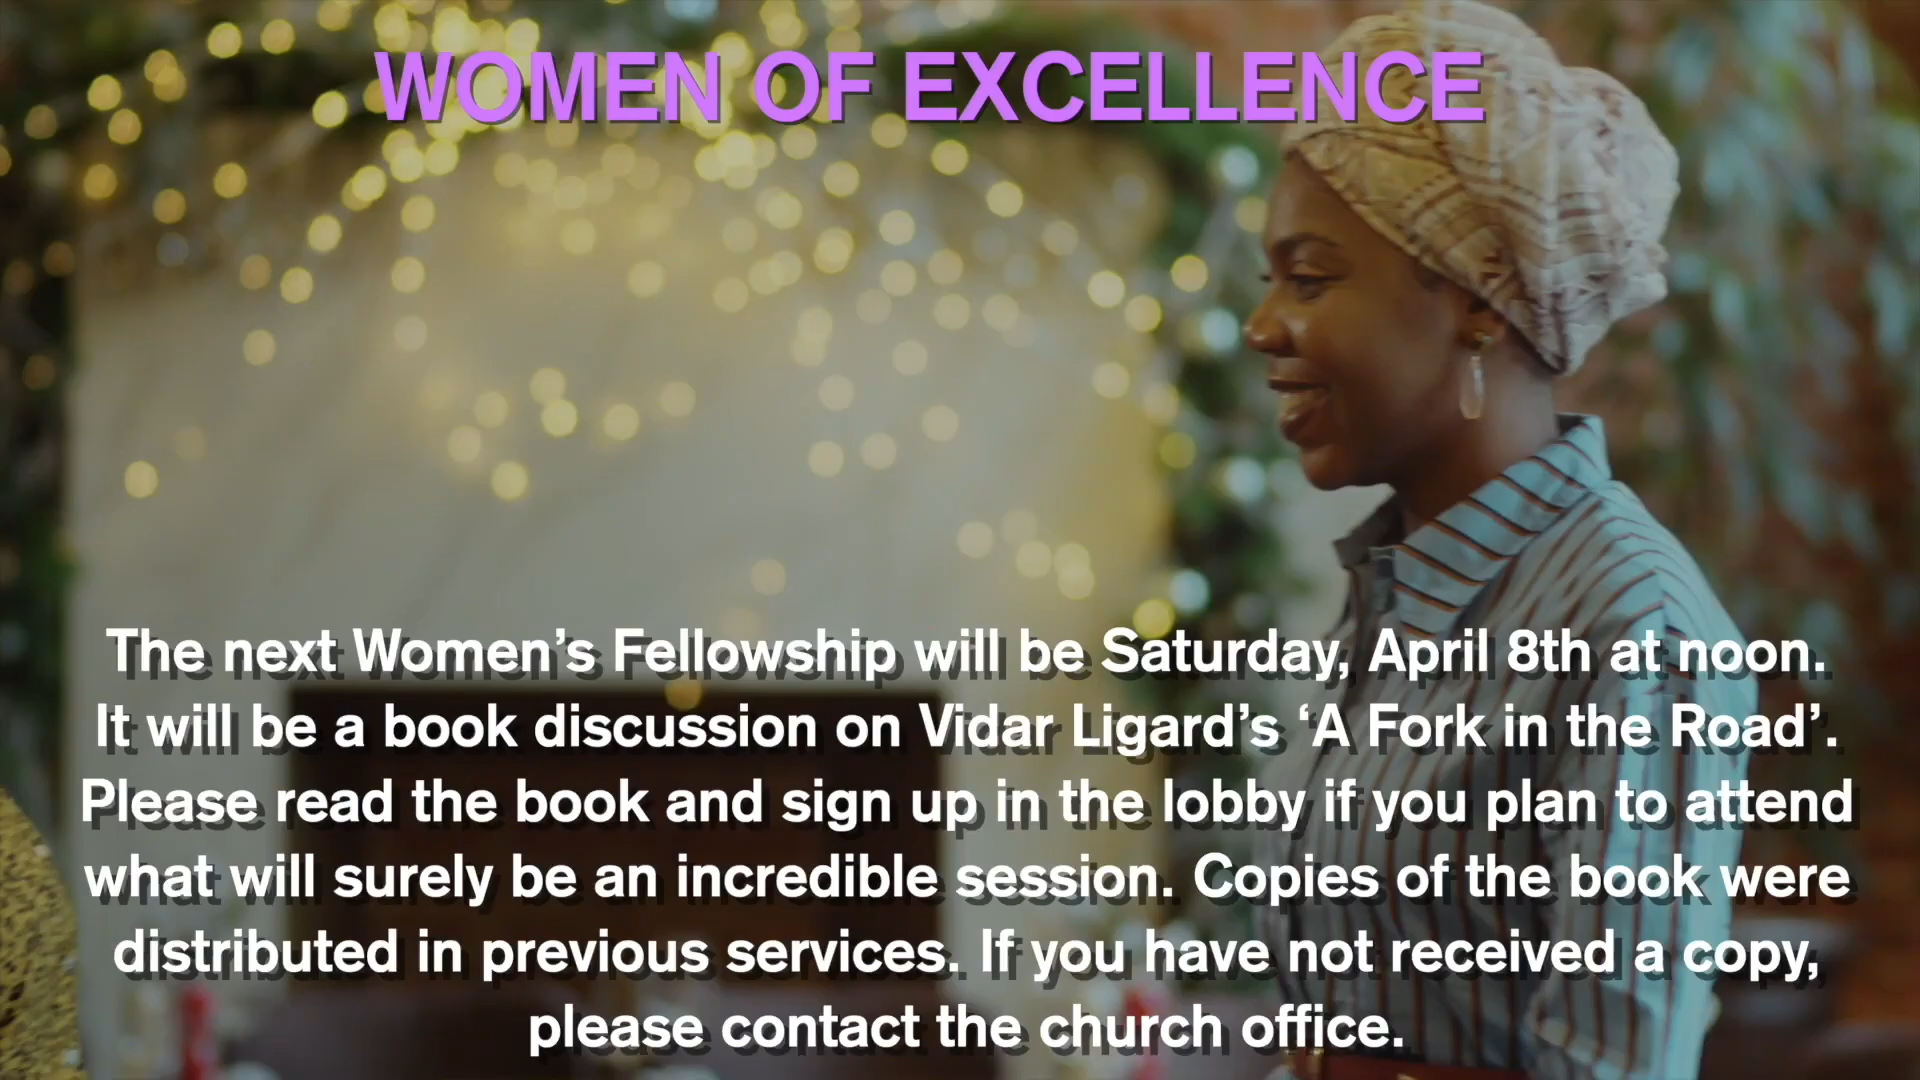 WOMEN OF EXCELLENCE
The next Women’s Fellowship will be Saturday, April 8th at noon.
It will be a book discussion on Vidar Ligard’s ‘A Fork in the Road’.
Please read the book and sign up in the lobby if you plan to attend
what will surely be an incredible session. Copies of the book were
distributed in previous services. If you have not received a copy,
please contact the church office.